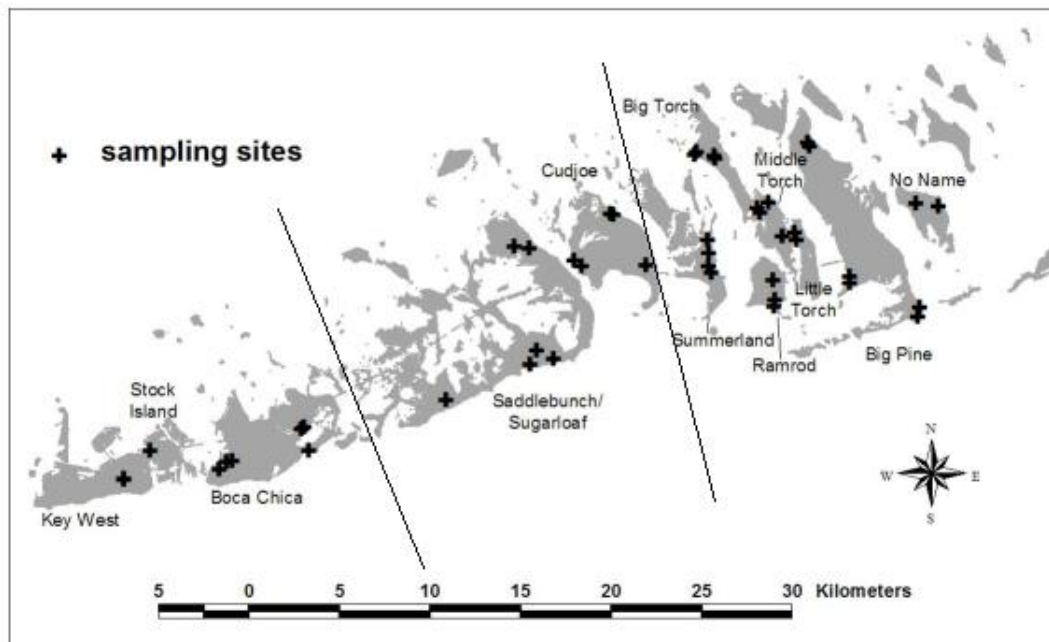 sampling sites
Big Torch
Middle
Torch
No Name
Cudjoe
Little
Torch
Summerland
Ramrod
Big Pine
Saddlebunch/
Sugarloaf
Stock
Island
Boca Chica
Key West
N
W E
S
5 0 5 10 15 20 25 30 Kilometers